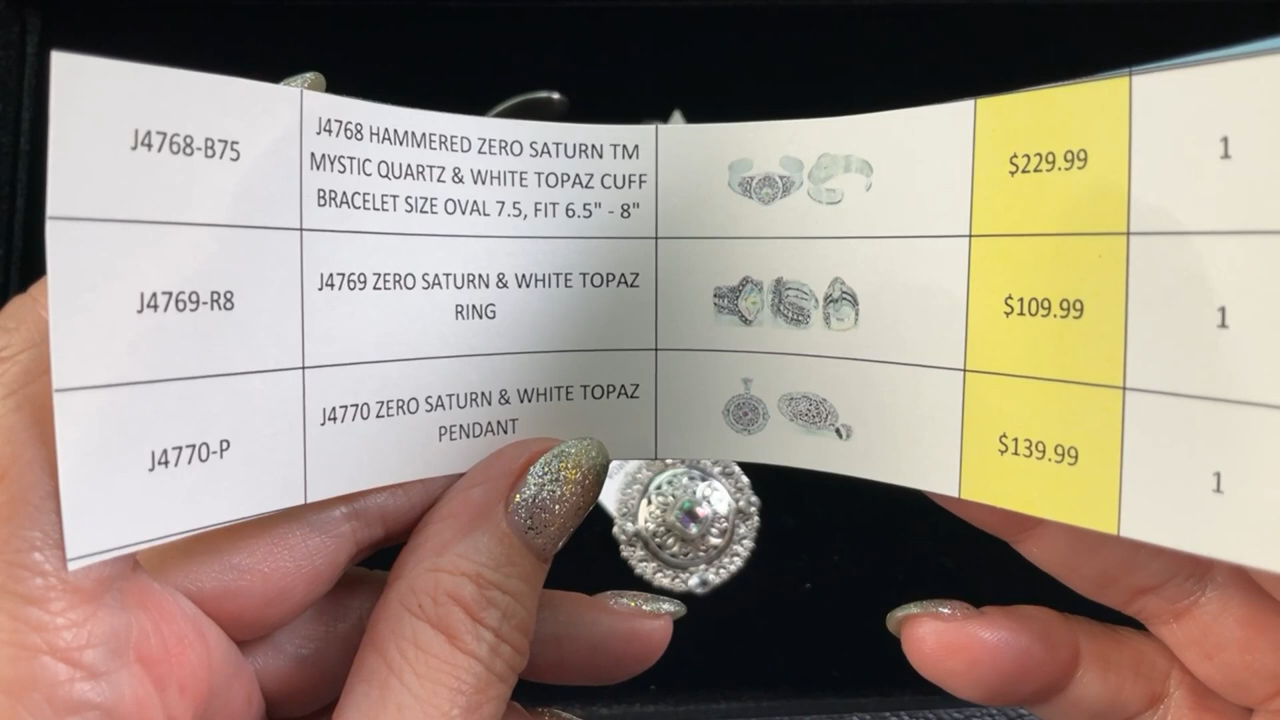 J4768-B75
J4768 HAMMERED ZERO SATURN TM
MYSTIC QUARTZ & WHITE TOPAZ CUFF
BRACELET SIZE OVAL 7.5, FIT 6.5" - 8"
$229.99
1
J4769-R8
J4769 ZERO SATURN & WHITE TOPAZ
RING
$109.99
1
J4770-P
J4770 ZERO SATURN & WHITE TOPAZ
PENDANT
$139.99
1